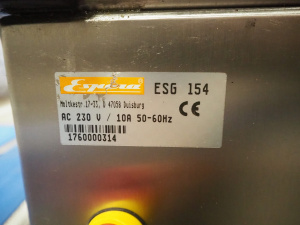 Espera ESG 154
Moltkestr.17-33, D 47058 Duisburg
AC 230 V / 10A 50-60Hz CE
1760000314